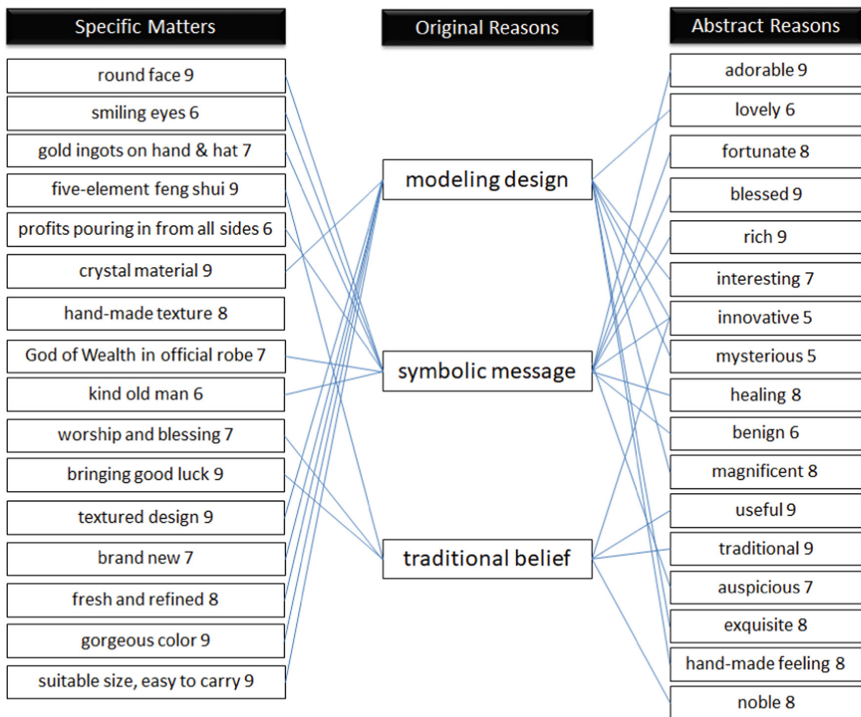 Specific Matters
round face 9
smiling eyes 6
gold ingots on hand & hat 7
five-element feng shui 9
profits pouring in from all sides 6
crystal material 9
hand-made texture 8
God of Wealth in official robe 7
kind old man 6
worship and blessing 7
bringing good luck 9
textured design 9
brand new 7
fresh and refined 8
gorgeous color 9
suitable size, easy to carry 9
Original Reasons
modeling design
symbolic message
traditional belief
Abstract Reasons
adorable 9
lovely 6
fortunate 8
blessed 9
rich 9
interesting 7
innovative 5
mysterious 5
healing 8
benign 6
magnificent 8
useful 9
traditional 9
auspicious 7
exquisite 8
hand-made feeling 8
noble 8